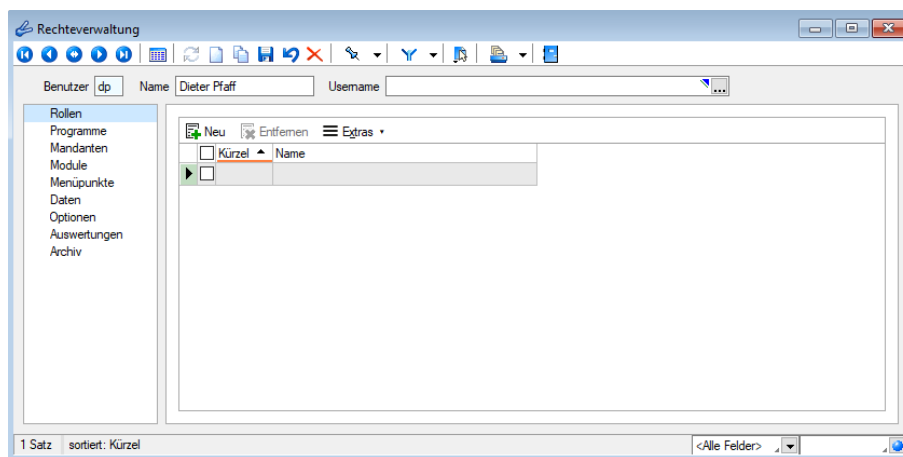 Rechteverwaltung
Benutzer dp Name Dieter Pfaff Username ...
Rollen
Programme
Mandanten
Module
Menüpunkte
Daten
Optionen
Auswertungen
Archiv
Neu Entfernen Extras
Kürzel Name
1 Satz sortiert: Kürzel <Alle Felder>